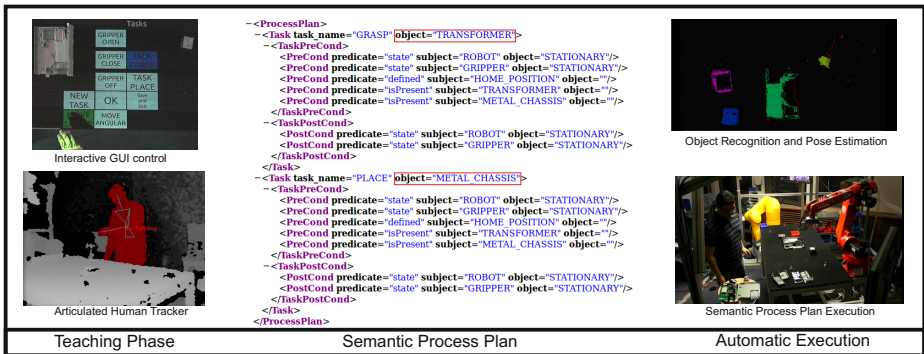 Tasks
GRIPPER OPEN
GRIPPER CLOSE
TASK GRASP
GRIPPER OFF
TASK PLACE
NEW TASK
OK
Save and Exit
MOVE ANGULAR
Interactive GUI control
Tracking
Articulated Human Tracker
−<ProcessPlan>
−<Task task_name="GRASP" object="TRANSFORMER">
−<TaskPreCond>
<PreCond predicate="state" subject="ROBOT" object="STATIONARY"/>
<PreCond predicate="state" subject="GRIPPER" object="STATIONARY"/>
<PreCond predicate="defined" subject="HOME_POSITION" object=""/>
<PreCond predicate="isPresent" subject="TRANSFORMER" object=""/>
<PreCond predicate="isPresent" subject="METAL_CHASSIS" object=""/>
</TaskPreCond>
−<TaskPostCond>
<PostCond predicate="state" subject="ROBOT" object="STATIONARY"/>
<PostCond predicate="state" subject="GRIPPER" object="STATIONARY"/>
</TaskPostCond>
</Task>
−<Task task_name="PLACE" object="METAL_CHASSIS">
−<TaskPreCond>
<PreCond predicate="state" subject="ROBOT" object="STATIONARY"/>
<PreCond predicate="state" subject="GRIPPER" object="STATIONARY"/>
<PreCond predicate="defined" subject="HOME_POSITION" object=""/>
<PreCond predicate="isPresent" subject="TRANSFORMER" object=""/>
<PreCond predicate="isPresent" subject="METAL_CHASSIS" object=""/>
</TaskPreCond>
−<TaskPostCond>
<PostCond predicate="state" subject="ROBOT" object="STATIONARY"/>
<PostCond predicate="state" subject="GRIPPER" object="STATIONARY"/>
</TaskPostCond>
</Task>
</ProcessPlan>
Object Recognition and Pose Estimation
Semantic Process Plan Execution
Teaching Phase
Semantic Process Plan
Automatic Execution